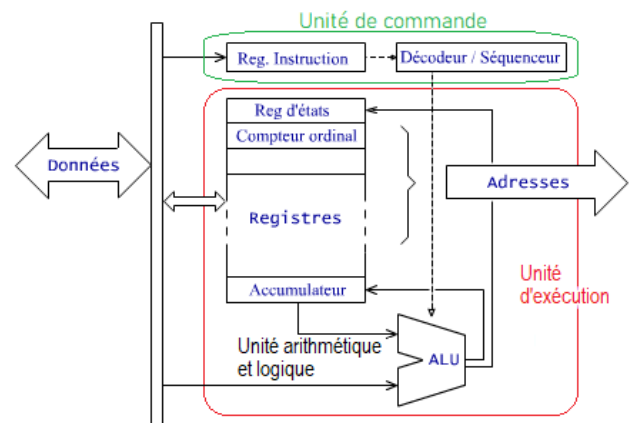 Unité de commande
Reg. Instruction
Décodeur / Séquenceur
Reg d'états
Compteur ordinal
Données
Adresses
Registres
Unité
d'exécution
Accumulateur
Unité arithmétique
et logique
ALU